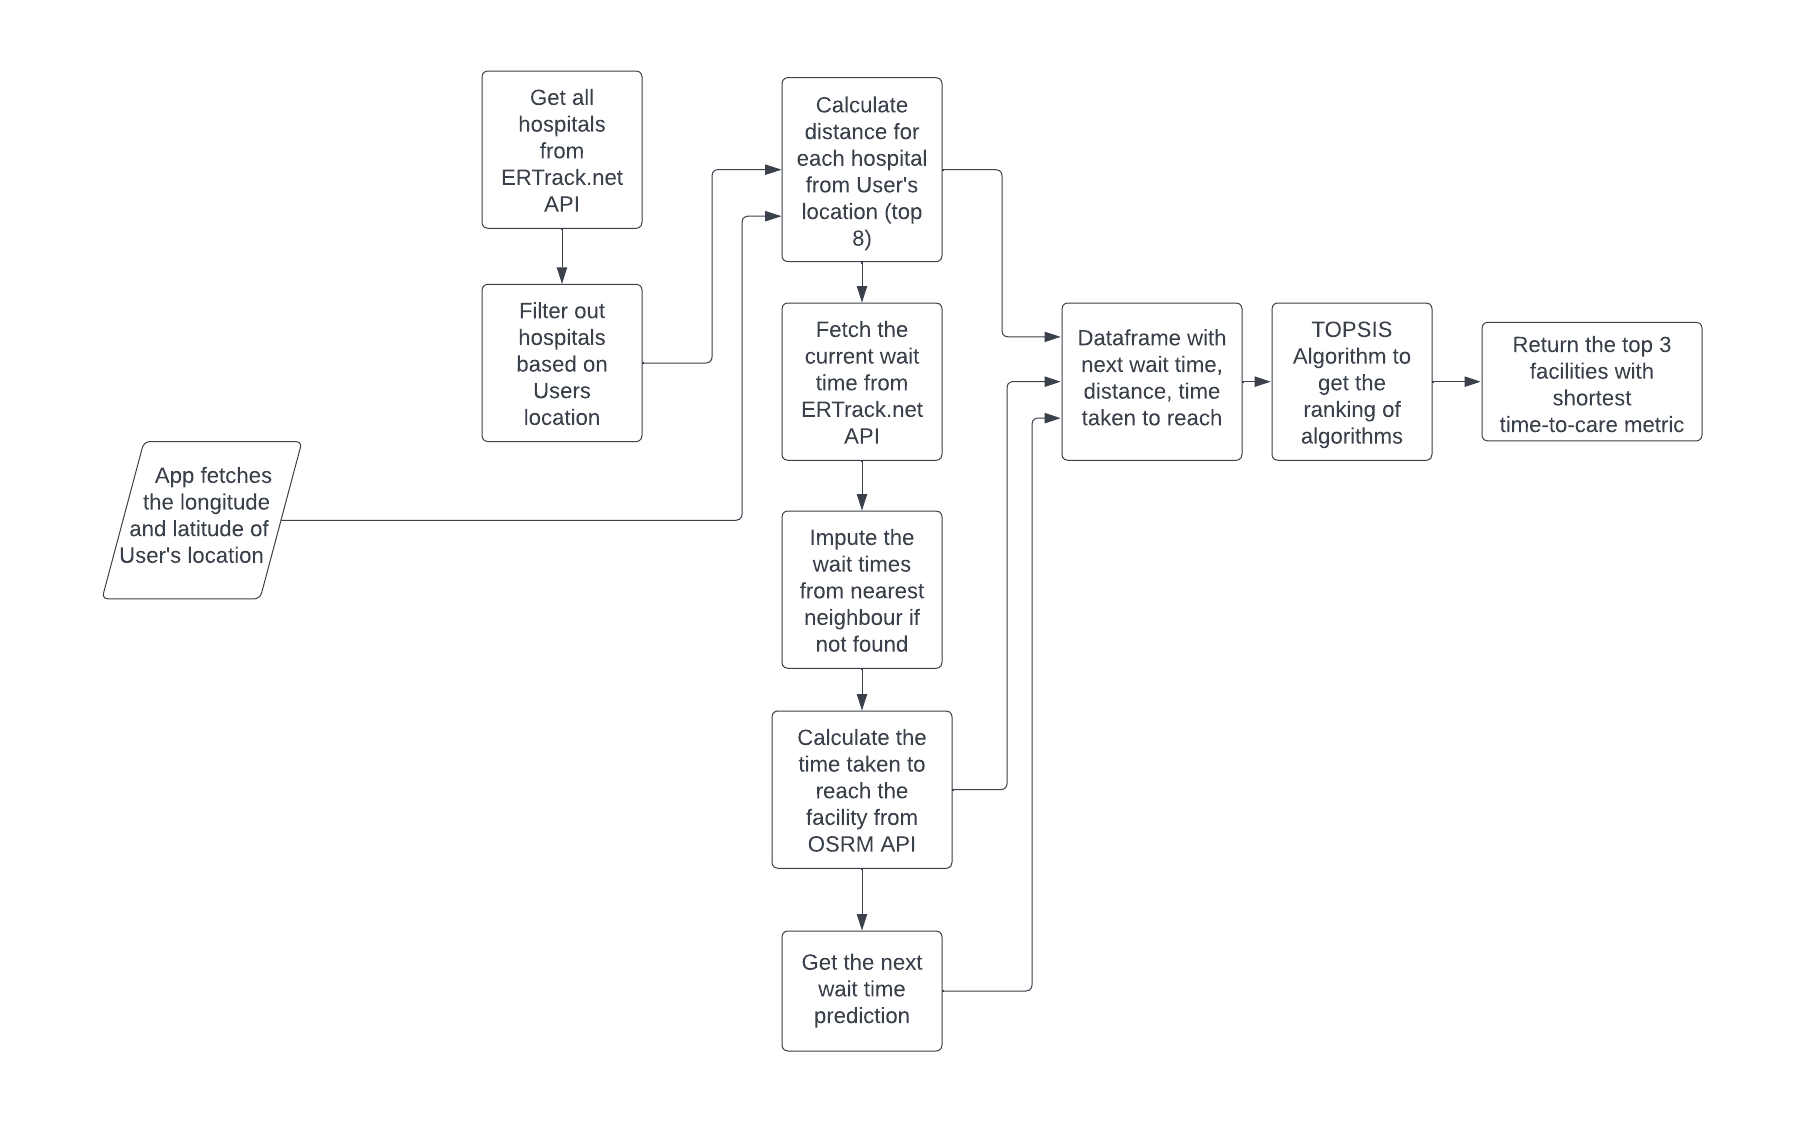 Get all
hospitals
from
ERTrack.net
API
Filter out
hospitals
based on
Users
location
App fetches
the longitude
and latitude of
User's location
Calculate
distance for
each hospital
from User's
location (top
8)
Fetch the
current wait
time from
ERTrack.net
API
Impute the
wait times
from nearest
neighbour if
not found
Calculate the
time taken to
reach the
facility from
OSRM API
Get the next
wait time
prediction
Dataframe with
next wait time,
distance, time
taken to reach
TOPSIS
Algorithm to
get the
ranking of
algorithms
Return the top 3
facilities with
shortest
time-to-care metric